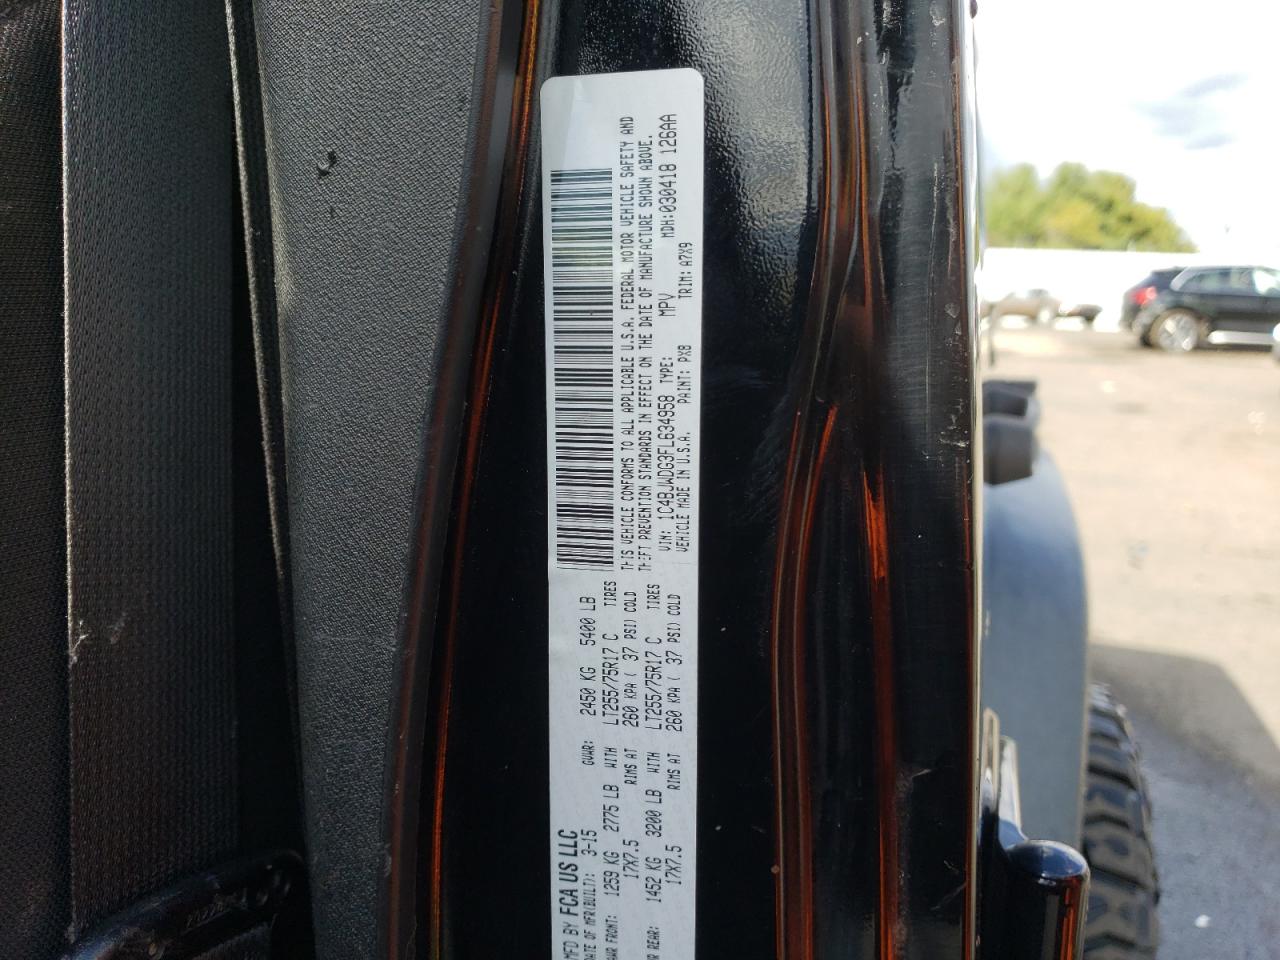 MFD BY FCA US LLC
DATE OF MFR(BUILT): 3-15 GVWR: 2450 KG 5400 LB
FRONT: 1259 KG 2775 LB WITH LT255/75R17 C TIRES
17X7.5 RIMS AT 260 KPA ( 37 PSI) COLD
REAR: 1452 KG 3200 LB WITH LT255/75R17 C TIRES
17X7.5 RIMS AT 260 KPA ( 37 PSI) COLD
THIS VEHICLE CONFORMS TO ALL APPLICABLE U.S.A. FEDERAL MOTOR VEHICLE SAFETY AND
THEFT PREVENTION STANDARDS IN EFFECT ON THE DATE OF MANUFACTURE SHOWN ABOVE.
VIN: 1C4BJWDG3FL634958 TYPE: MPV MDH:030418 126AA
VEHICLE MADE IN U.S.A. PAINT: PX8 TRIM: A7X9